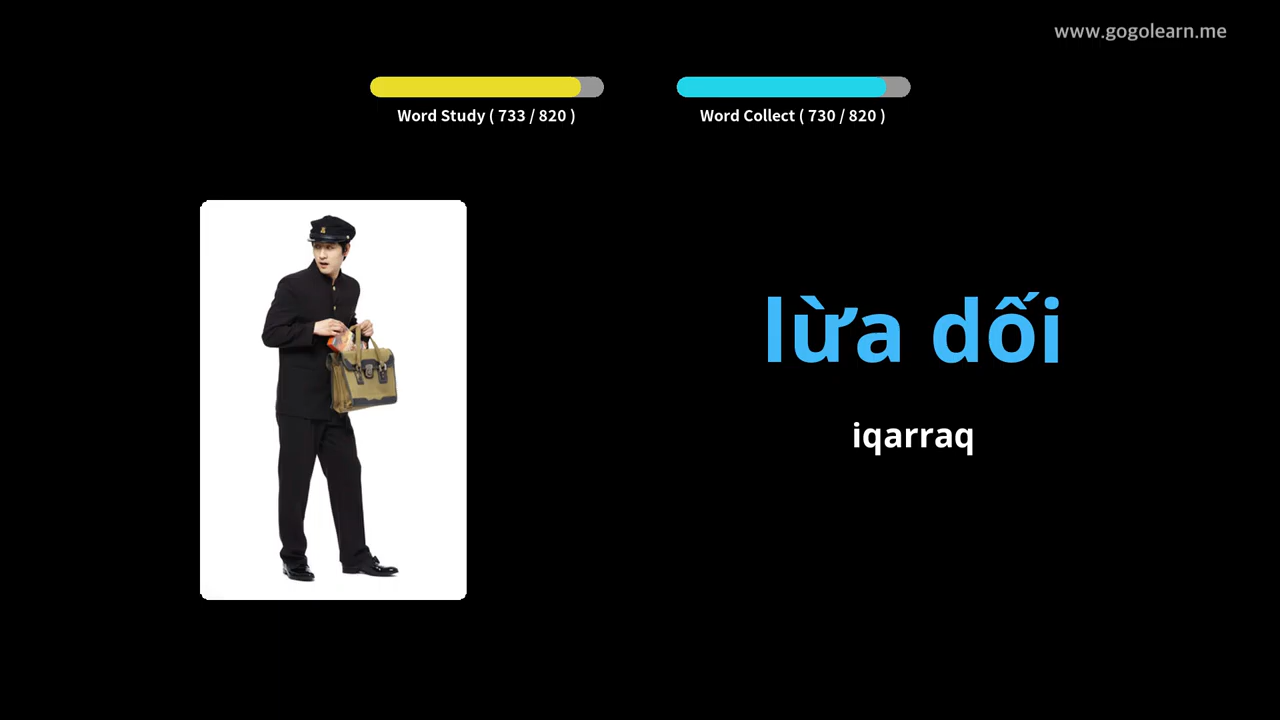 www.gogolearn.me
Word Study ( 733 / 820 )
Word Collect ( 730 / 820 )
lừa dối
iqarraq